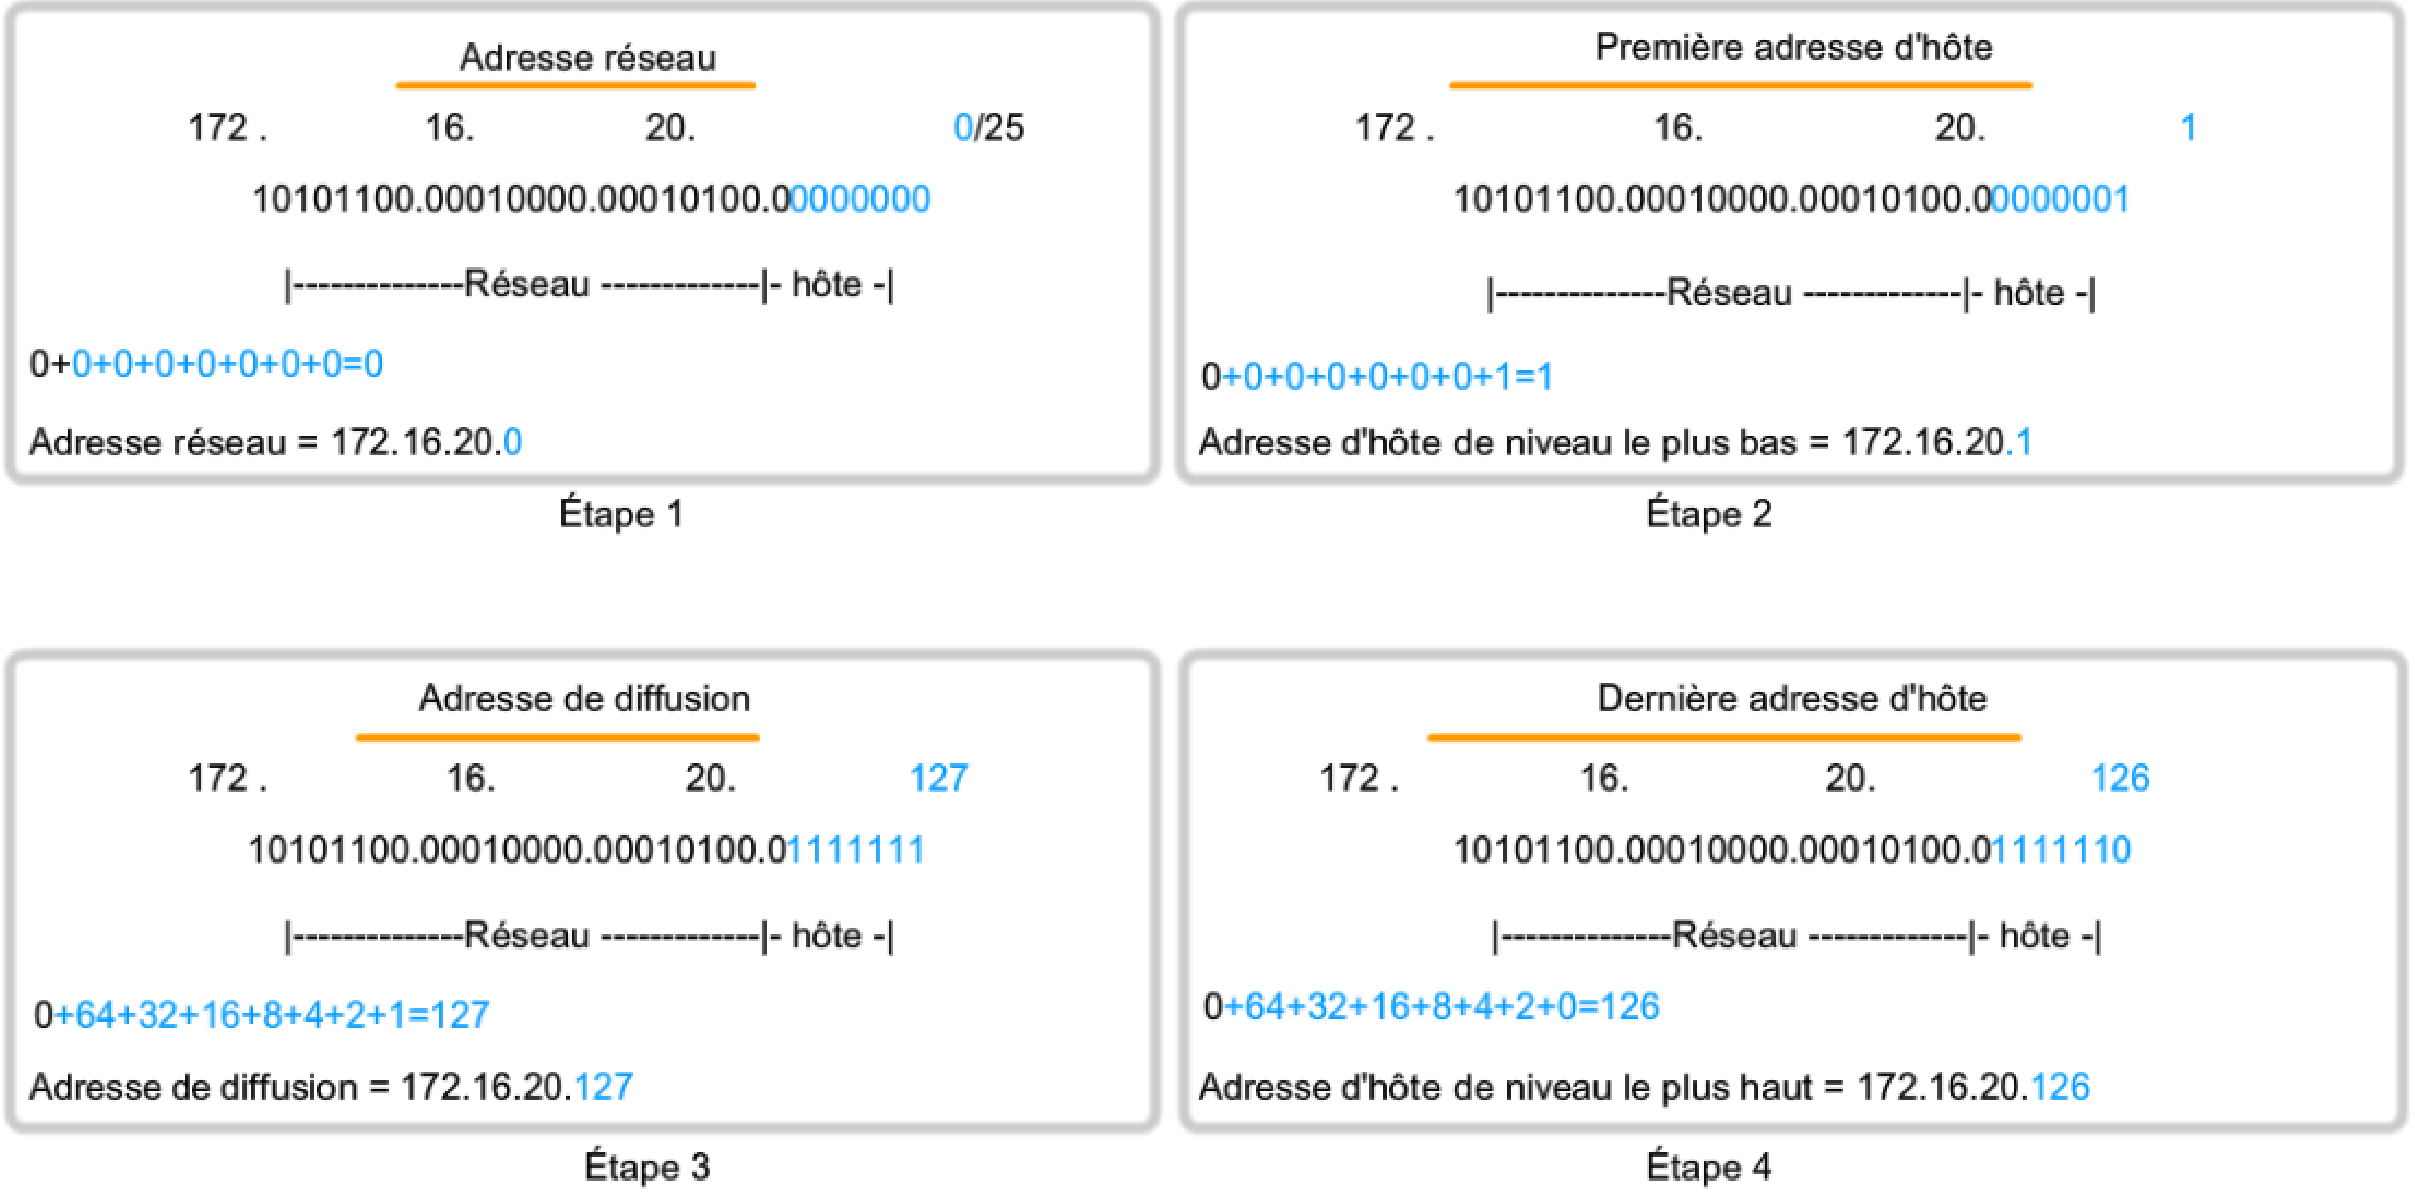 Adresse réseau
172 . 16. 20. 0/25
10101100.00010000.00010100.00000000
|--------------Réseau -------------|- hôte -|
0+0+0+0+0+0+0+0=0
Adresse réseau = 172.16.20.0
Étape 1
Première adresse d'hôte
172 . 16. 20. 1
10101100.00010000.00010100.00000001
|--------------Réseau -------------|- hôte -|
0+0+0+0+0+0+0+1=1
Adresse d'hôte de niveau le plus bas = 172.16.20.1
Étape 2
Adresse de diffusion
172 . 16. 20. 127
10101100.00010000.00010100.01111111
|--------------Réseau -------------|- hôte -|
0+64+32+16+8+4+2+1=127
Adresse de diffusion = 172.16.20.127
Étape 3
Dernière adresse d'hôte
172 . 16. 20. 126
10101100.00010000.00010100.01111110
|--------------Réseau -------------|- hôte -|
0+64+32+16+8+4+2+0=126
Adresse d'hôte de niveau le plus haut = 172.16.20.126
Étape 4